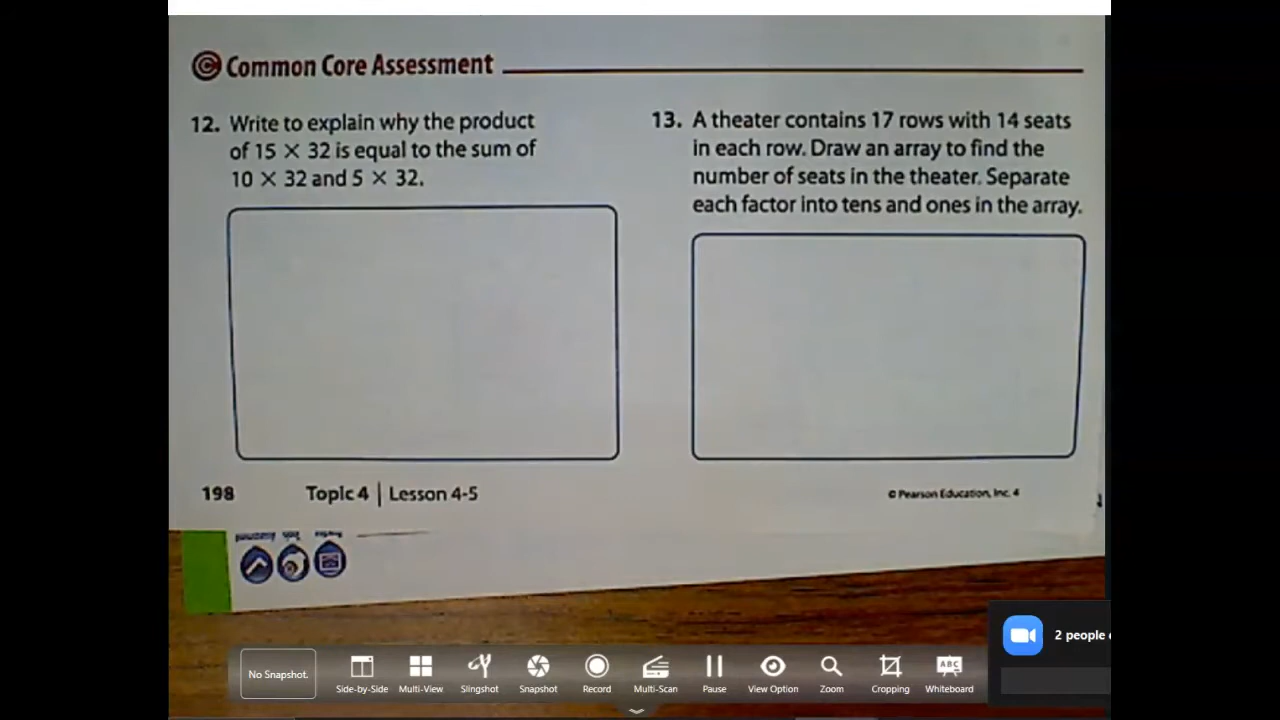 Common Core Assessment
12. Write to explain why the product
of 15 × 32 is equal to the sum of
10 × 32 and 5 × 32.
13. A theater contains 17 rows with 14 seats
in each row. Draw an array to find the
number of seats in the theater. Separate
each factor into tens and ones in the array.
198 Topic 4 | Lesson 4-5
© Pearson Education, Inc. 4
2 people
No Snapshot.
Side-by-Side
Multi-View
Slingshot
Snapshot
Record
Multi-Scan
Pause
View Option
Zoom
Cropping
ABC
Whiteboard